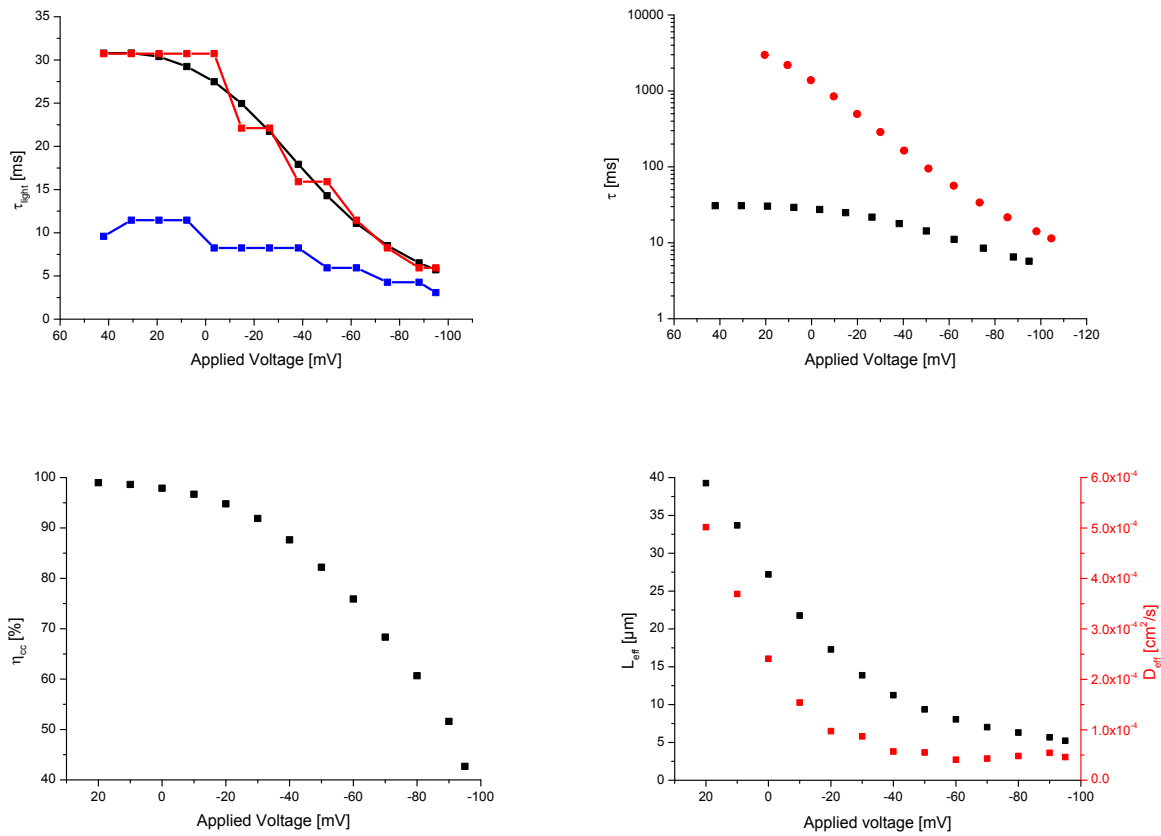 35
30
25
20
15
10
5
0
τlight [ms]
60 40 20 0 -20 -40 -60 -80 -100
Applied Voltage [mV]
10000
1000
100
10
1
τ [ms]
60 40 20 0 -20 -40 -60 -80 -100 -120
Applied Voltage [mV]
100
90
80
70
60
50
40
ηcc [%]
20 0 -20 -40 -60 -80 -100
Applied Voltage [mV]
40
35
30
25
20
15
10
5
0
Leff [µm]
20 0 -20 -40 -60 -80 -100
Applied voltage [mV]
6.0x10-4
5.0x10-4
4.0x10-4
3.0x10-4
2.0x10-4
1.0x10-4
0.0
Deff [cm2/s]